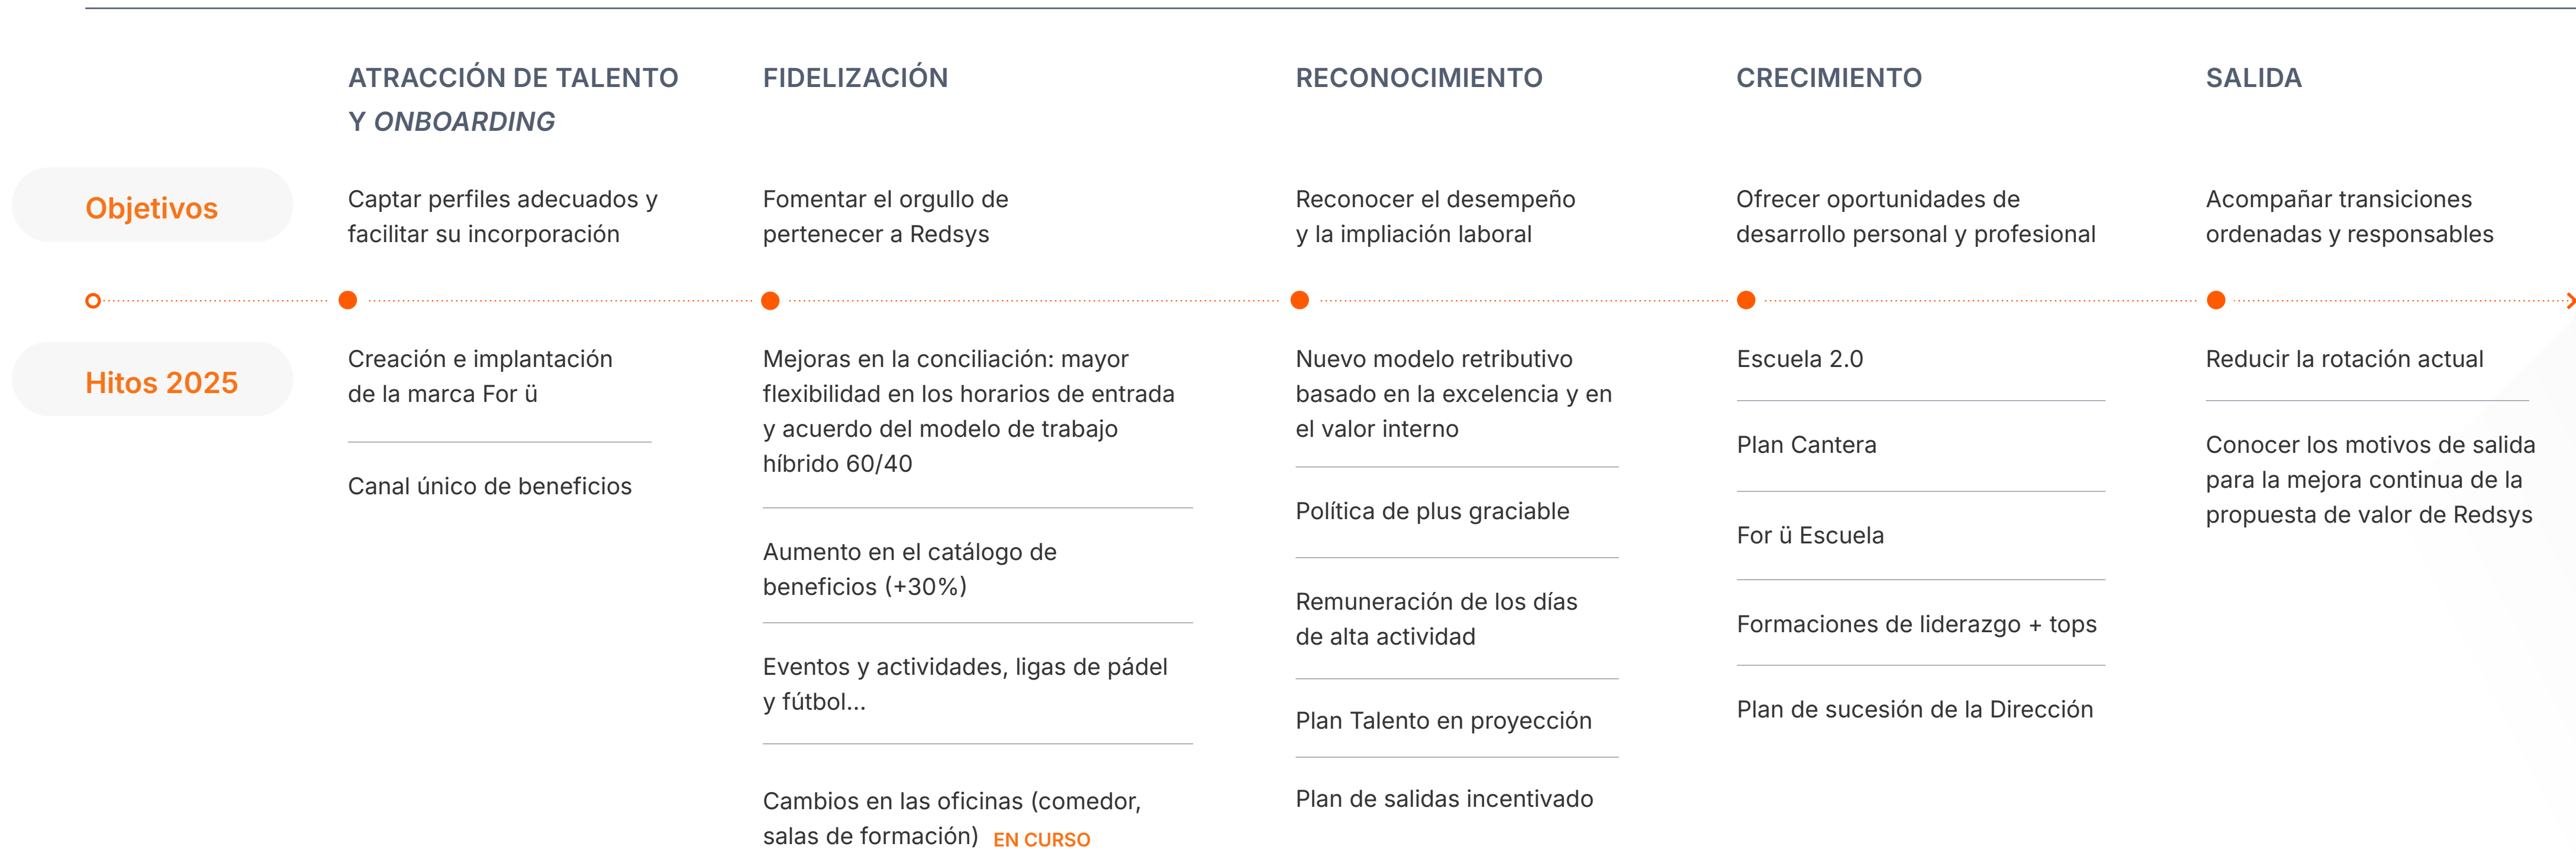 ATRACCIÓN DE TALENTO
Y ONBOARDING
FIDELIZACIÓN
RECONOCIMIENTO
CRECIMIENTO
SALIDA
Objetivos
Captar perfiles adecuados y
facilitar su incorporación
Fomentar el orgullo de
pertenecer a Redsys
Reconocer el desempeño
y la impliación laboral
Ofrecer oportunidades de
desarrollo personal y profesional
Acompañar transiciones
ordenadas y responsables
Hitos 2025
Creación e implantación
de la marca For ü
Canal único de beneficios
Mejoras en la conciliación: mayor
flexibilidad en los horarios de entrada
y acuerdo del modelo de trabajo
híbrido 60/40
Aumento en el catálogo de
beneficios (+30%)
Eventos y actividades, ligas de pádel
y fútbol...
Cambios en las oficinas (comedor,
salas de formación) EN CURSO
Nuevo modelo retributivo
basado en la excelencia y en
el valor interno
Política de plus graciable
Remuneración de los días
de alta actividad
Plan Talento en proyección
Plan de salidas incentivado
Escuela 2.0
Plan Cantera
For ü Escuela
Formaciones de liderazgo + tops
Plan de sucesión de la Dirección
Reducir la rotación actual
Conocer los motivos de salida
para la mejora continua de la
propuesta de valor de Redsys